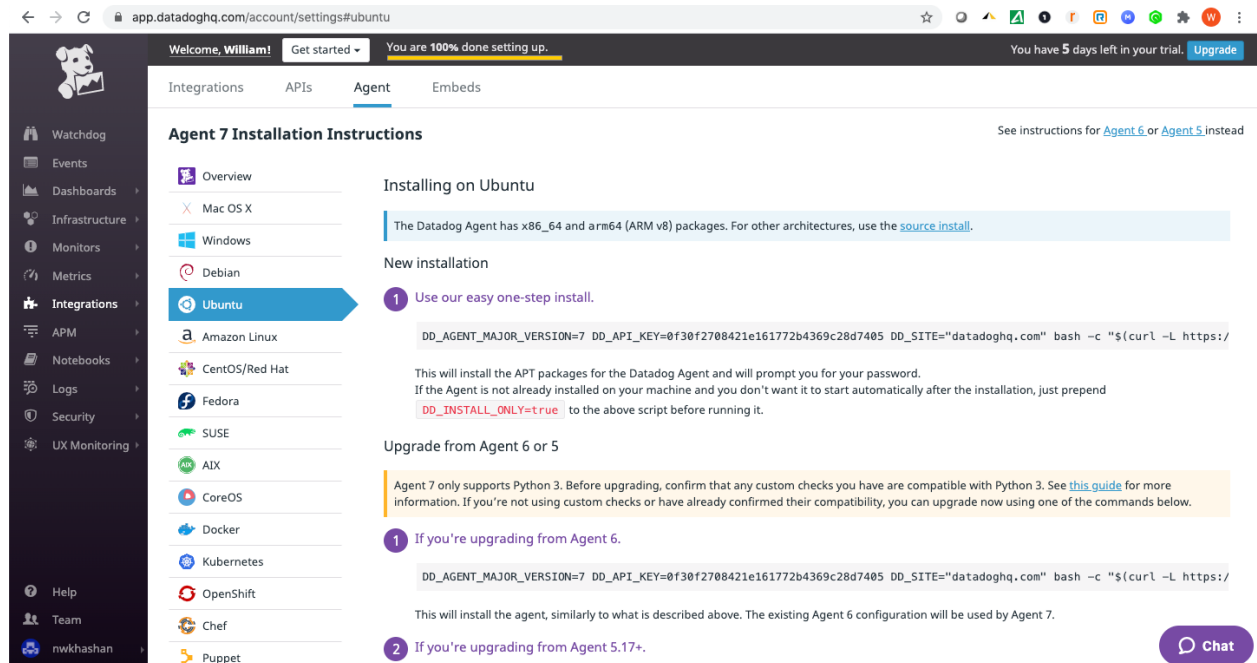 app.datadoghq.com/account/settings#ubuntu
Welcome, William!
Get started
You are 100% done setting up.
You have 5 days left in your trial.
Upgrade
Integrations
APIs
Agent
Embeds
Watchdog
Events
Dashboards
Infrastructure
Monitors
Metrics
Integrations
APM
Notebooks
Logs
Security
UX Monitoring
Help
Team
nwkhashan
Agent 7 Installation Instructions
See instructions for Agent 6 or Agent 5 instead
Overview
Mac OS X
Windows
Debian
Ubuntu
Amazon Linux
CentOS/Red Hat
Fedora
SUSE
AIX
CoreOS
Docker
Kubernetes
OpenShift
Chef
Puppet
Installing on Ubuntu
The Datadog Agent has x86_64 and arm64 (ARM v8) packages. For other architectures, use the source install.
New installation
1 Use our easy one-step install.
DD_AGENT_MAJOR_VERSION=7 DD_API_KEY=0f30f2708421e161772b4369c28d7405 DD_SITE="datadoghq.com" bash -c "$(curl -L https:/
This will install the APT packages for the Datadog Agent and will prompt you for your password.
If the Agent is not already installed on your machine and you don't want it to start automatically after the installation, just prepend
DD_INSTALL_ONLY=true to the above script before running it.
Upgrade from Agent 6 or 5
Agent 7 only supports Python 3. Before upgrading, confirm that any custom checks you have are compatible with Python 3. See this guide for more
information. If you're not using custom checks or have already confirmed their compatibility, you can upgrade now using one of the commands below.
1 If you're upgrading from Agent 6.
DD_AGENT_MAJOR_VERSION=7 DD_API_KEY=0f30f2708421e161772b4369c28d7405 DD_SITE="datadoghq.com" bash -c "$(curl -L https:/
This will install the agent, similarly to what is described above. The existing Agent 6 configuration will be used by Agent 7.
2 If you're upgrading from Agent 5.17+.
Chat